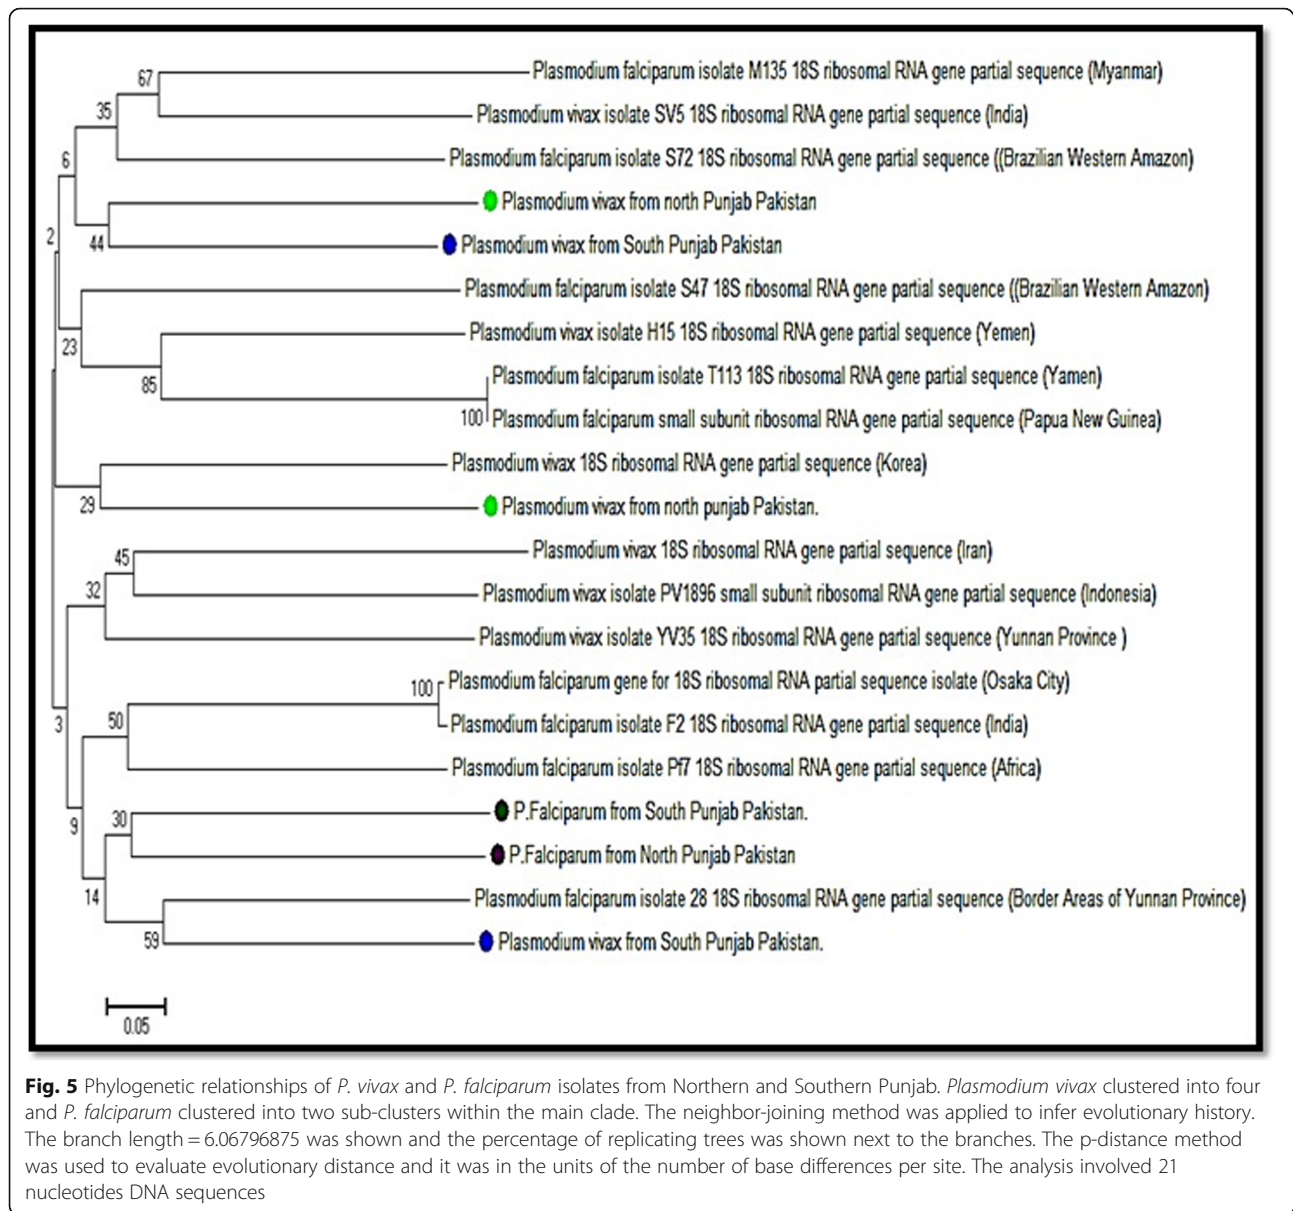 67
Plasmodium falciparum isolate M135 18S ribosomal RNA gene partial sequence (Myanmar)
35
Plasmodium vivax isolate SV5 18S ribosomal RNA gene partial sequence (India)
6
Plasmodium falciparum isolate S72 18S ribosomal RNA gene partial sequence ((Brazilian Western Amazon)
Plasmodium vivax from north Punjab Pakistan
2
44
Plasmodium vivax from South Punjab Pakistan
Plasmodium falciparum isolate S47 18S ribosomal RNA gene partial sequence ((Brazilian Western Amazon)
Plasmodium vivax isolate H15 18S ribosomal RNA gene partial sequence (Yemen)
23
Plasmodium falciparum isolate T113 18S ribosomal RNA gene partial sequence (Yamen)
85
100
Plasmodium falciparum small subunit ribosomal RNA gene partial sequence (Papua New Guinea)
Plasmodium vivax 18S ribosomal RNA gene partial sequence (Korea)
29
Plasmodium vivax from north punjab Pakistan.
45
Plasmodium vivax 18S ribosomal RNA gene partial sequence (Iran)
32
Plasmodium vivax isolate PV1896 small subunit ribosomal RNA gene partial sequence (Indonesia)
Plasmodium vivax isolate YV35 18S ribosomal RNA gene partial sequence (Yunnan Province )
100
Plasmodium falciparum gene for 18S ribosomal RNA partial sequence isolate (Osaka City)
3
50
Plasmodium falciparum isolate F2 18S ribosomal RNA gene partial sequence (India)
Plasmodium falciparum isolate Pf7 18S ribosomal RNA gene partial sequence (Africa)
9
30
P.Falciparum from South Punjab Pakistan.
P.Falciparum from North Punjab Pakistan
14
Plasmodium falciparum isolate 28 18S ribosomal RNA gene partial sequence (Border Areas of Yunnan Province)
59
Plasmodium vivax from South Punjab Pakistan.
0.05
Fig. 5 Phylogenetic relationships of P. vivax and P. falciparum isolates from Northern and Southern Punjab. Plasmodium vivax clustered into four
and P. falciparum clustered into two sub-clusters within the main clade. The neighbor-joining method was applied to infer evolutionary history.
The branch length = 6.06796875 was shown and the percentage of replicating trees was shown next to the branches. The p-distance method
was used to evaluate evolutionary distance and it was in the units of the number of base differences per site. The analysis involved 21
nucleotides DNA sequences